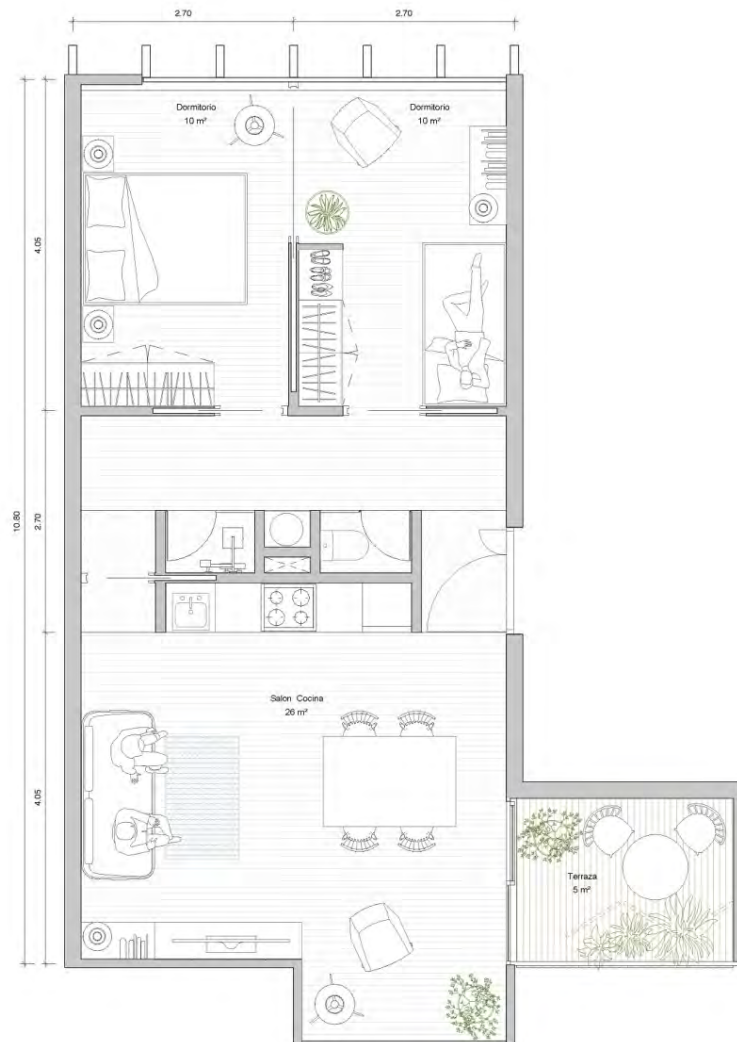 2.70
2.70
Dormitorio
10 m²
Dormitorio
10 m²
4.05
10.80
2.70
Salon Cocina
26 m²
4.05
Terraza
5 m²